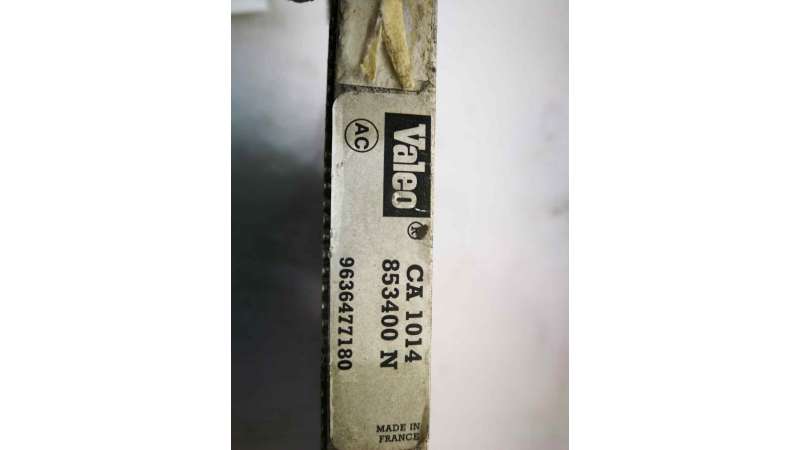 Valeo ®
CA 1014
853400 N
AC
9636477180
MADE IN
FRANCE